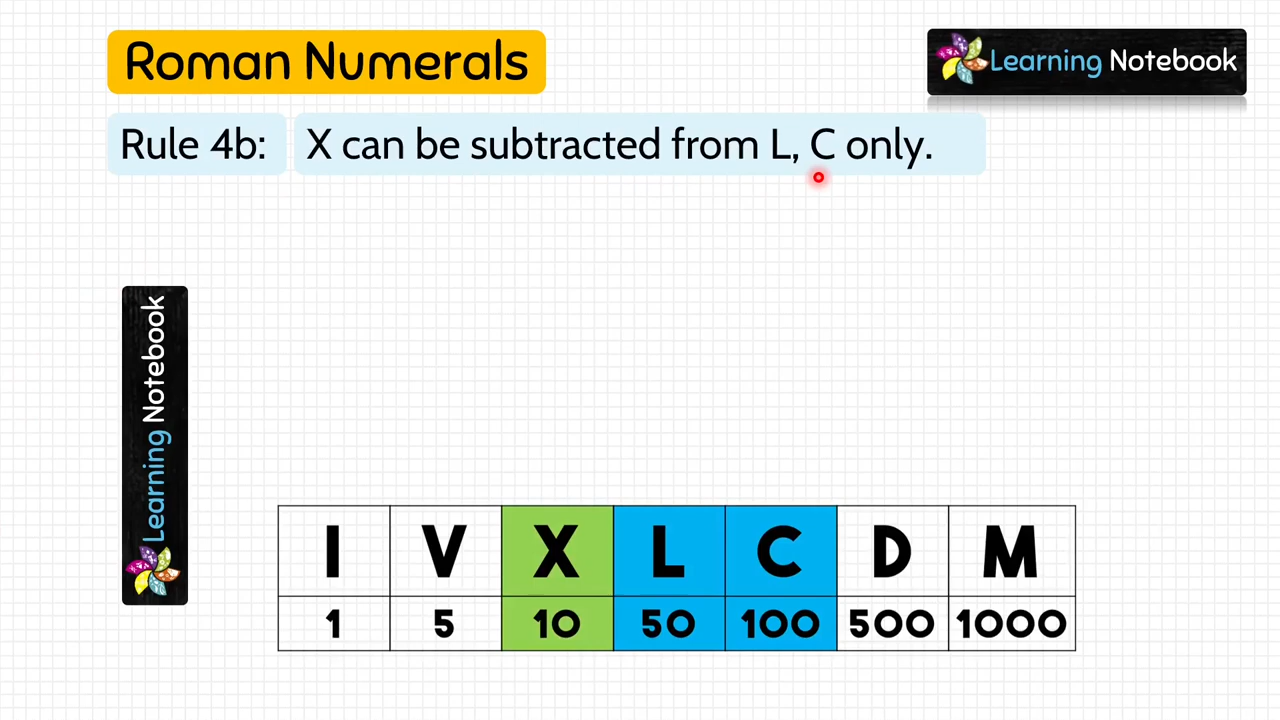 Roman Numerals
Learning Notebook
Rule 4b: X can be subtracted from L, C only.
Learning Notebook
I V X L C D M
1 5 10 50 100 500 1000